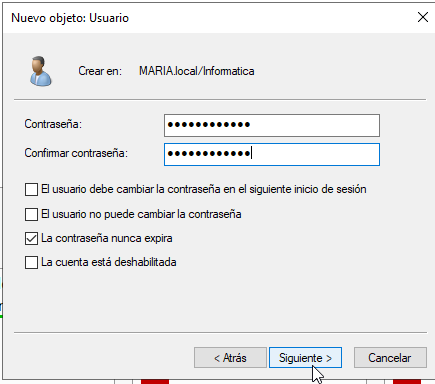 Nuevo objeto: Usuario
Crear en: MARIA.local/Informatica
Contraseña: ●●●●●●●●●●●●
Confirmar contraseña: ●●●●●●●●●●●●
El usuario debe cambiar la contraseña en el siguiente inicio de sesión
El usuario no puede cambiar la contraseña
La contraseña nunca expira
La cuenta está deshabilitada
< Atrás Siguiente > Cancelar